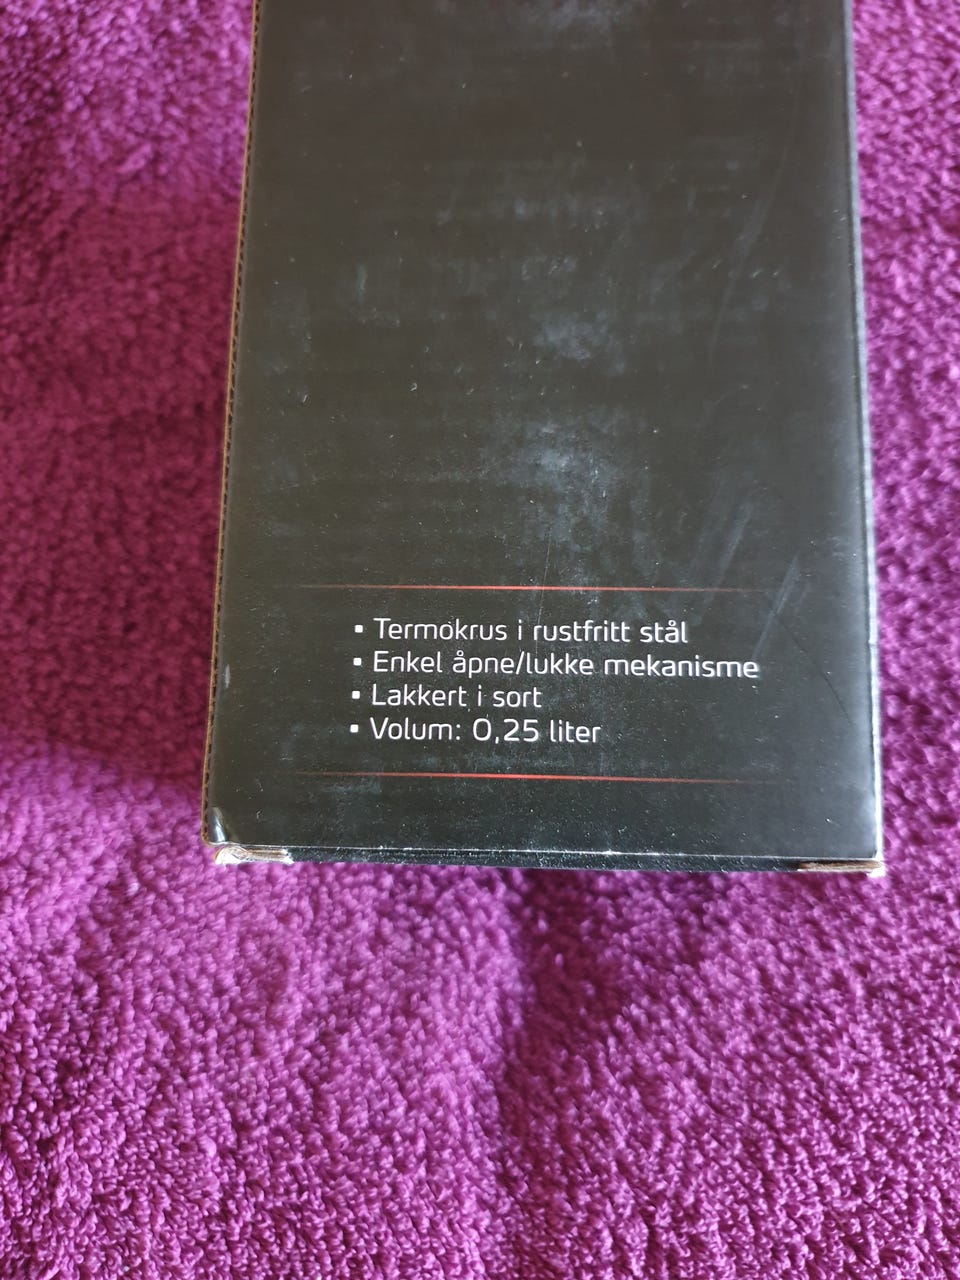 ▪ Termokrus i rustfritt stål
▪ Enkel åpne/lukke mekanisme
▪ Lakkert i sort
▪ Volum: 0,25 liter